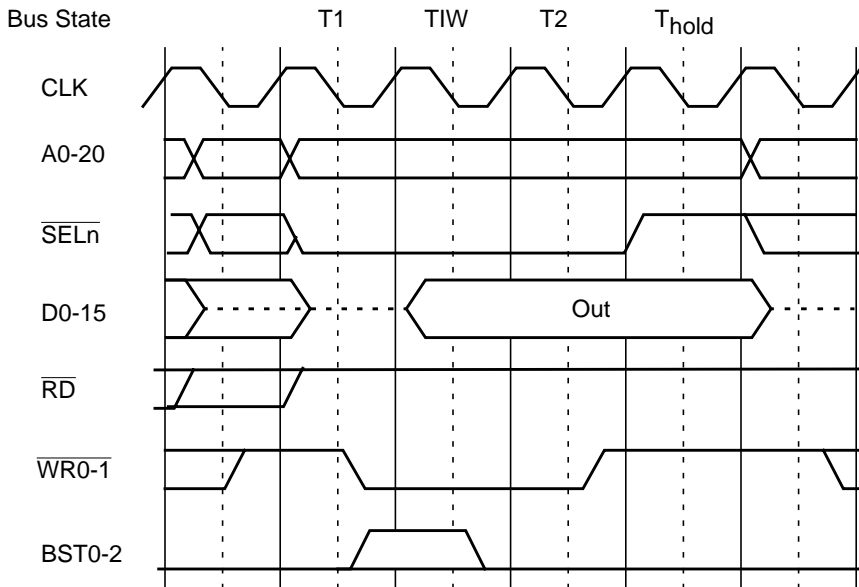 Bus State T1 TIW T2 Thold
CLK
A0-20
SELn
D0-15 Out
RD
WR0-1
BST0-2